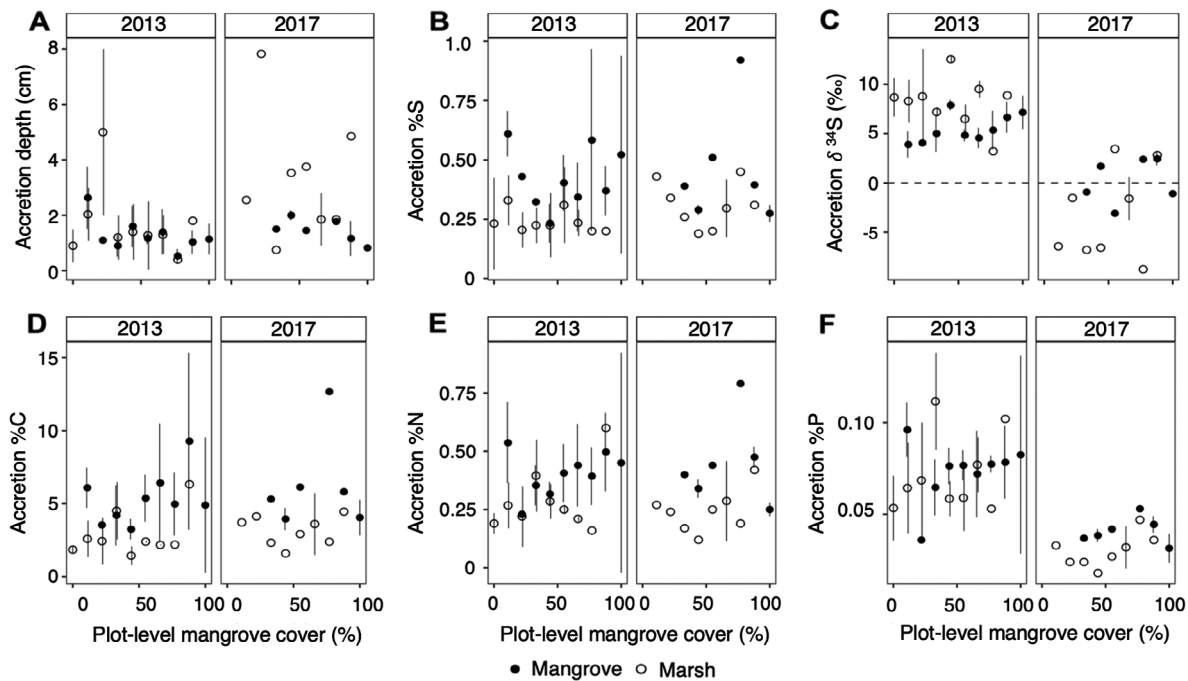 A 2013 2017
Accretion depth (cm)
8
6
4
2
0
B 2013 2017
Accretion %S
1.0
0.75
0.50
0.25
0
C 2013 2017
Accretion δ 34S (‰)
10
5
0
-5
D 2013 2017
Accretion %C
15
10
5
0
0 50 100 0 50 100
Plot-level mangrove cover (%)
E 2013 2017
Accretion %N
0.75
0.50
0.25
0
0 50 100 0 50 100
Plot-level mangrove cover (%)
F 2013 2017
Accretion %P
0.10
0.05
0 50 100 0 50 100
Plot-level mangrove cover (%)
Mangrove Marsh